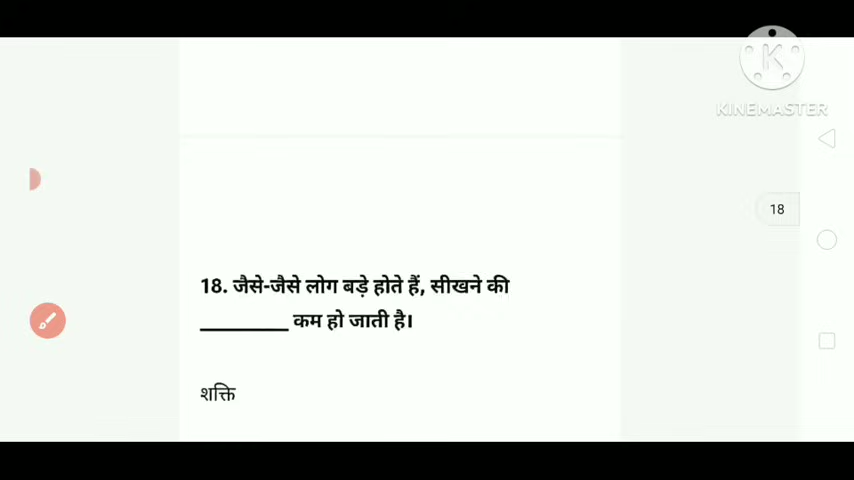 KINEMASTER
18
18. जैसे-जैसे लोग बड़े होते हैं, सीखने की
_________ कम हो जाती है।
शक्ति